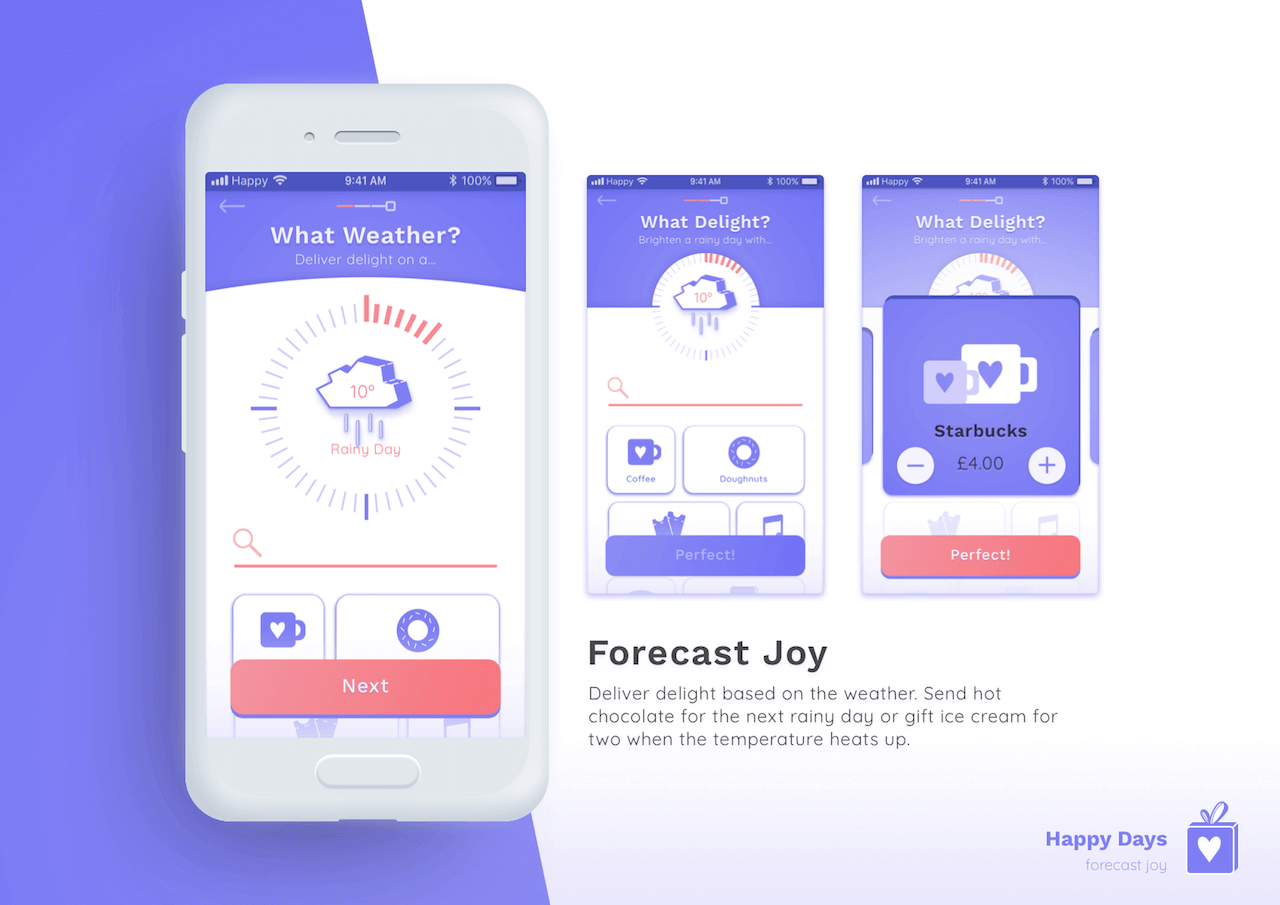 Happy 9:41 AM 100%
What Weather?
Deliver delight on a...
10°
Rainy Day
Next
Happy 9:41 AM 100%
What Delight?
Brighten a rainy day with...
10°
Coffee Doughnuts
Perfect!
Happy 9:41 AM 100%
What Delight?
Brighten a rainy day with...
10°
Starbucks
£4.00
Perfect!
Forecast Joy
Deliver delight based on the weather. Send hot
chocolate for the next rainy day or gift ice cream for
two when the temperature heats up.
Happy Days
forecast joy